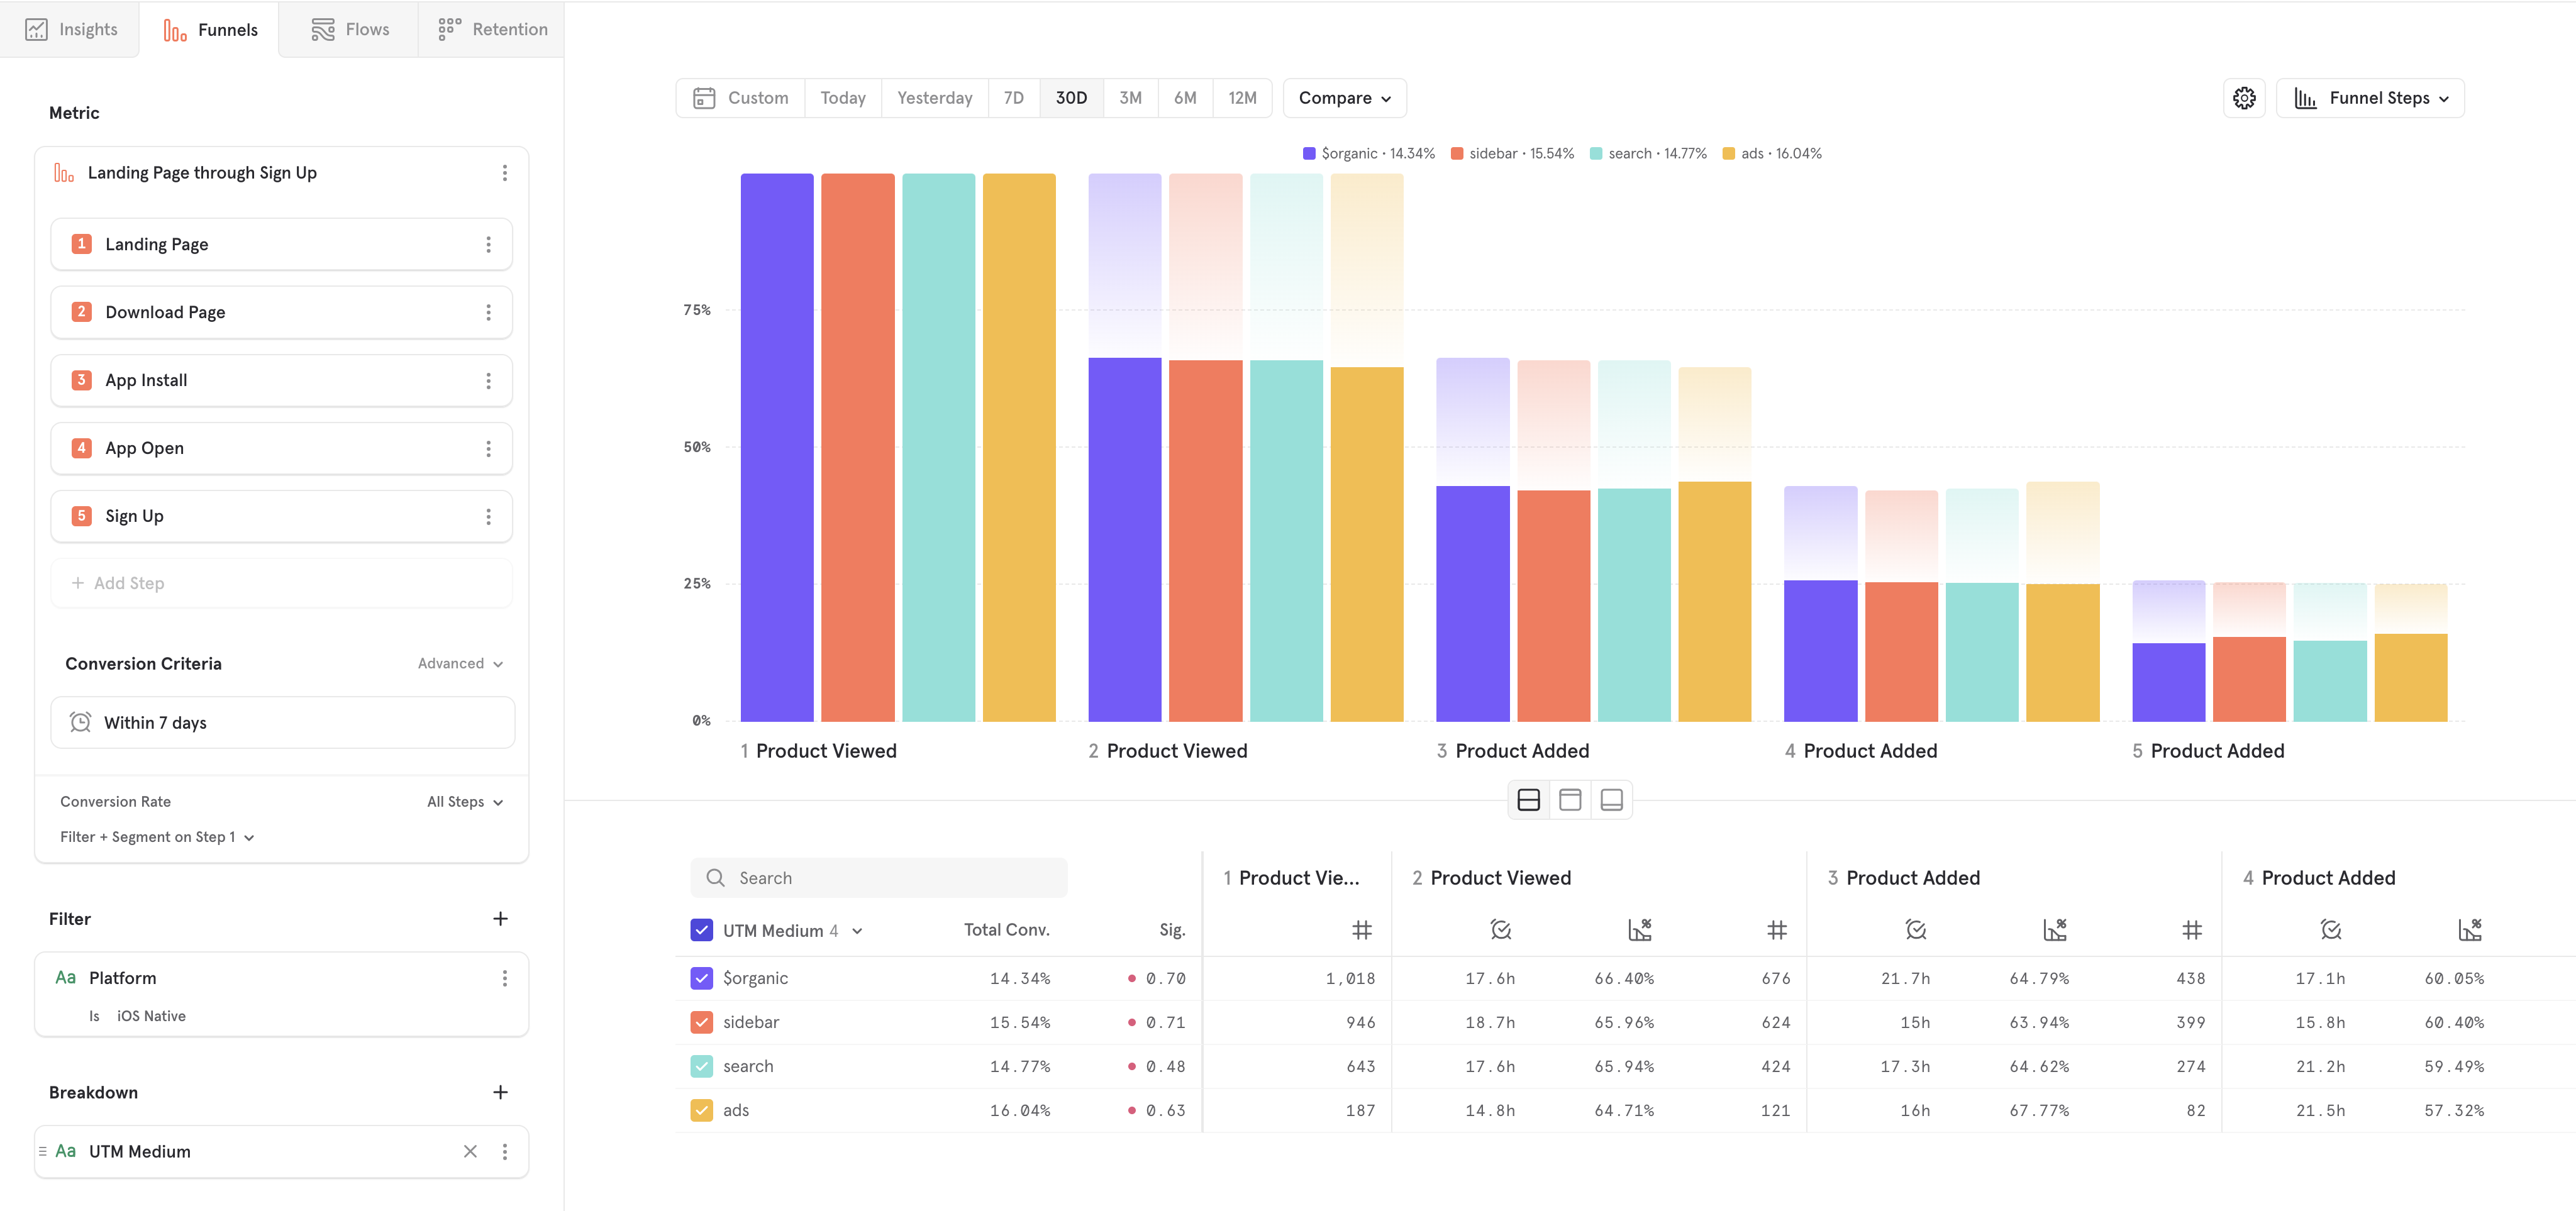 Insights
Funnels
Flows
Retention
Metric
Landing Page through Sign Up
1 Landing Page
2 Download Page
3 App Install
4 App Open
5 Sign Up
+ Add Step
Conversion Criteria
Advanced
Within 7 days
Conversion Rate
All Steps
Filter + Segment on Step 1
Filter
Aa Platform
Is iOS Native
Breakdown
Aa UTM Medium
Custom
Today
Yesterday
7D
30D
3M
6M
12M
Compare
Funnel Steps
$organic · 14.34%
sidebar · 15.54%
search · 14.77%
ads · 16.04%
75%
50%
25%
0%
1 Product Viewed
2 Product Viewed
3 Product Added
4 Product Added
5 Product Added
Search
1 Product Vie...
2 Product Viewed
3 Product Added
4 Product Added
UTM Medium 4 Total Conv. Sig. # % # % # %
$organic 14.34% 0.70 1,018 17.6h 66.40% 676 21.7h 64.79% 438 17.1h 60.05%
sidebar 15.54% 0.71 946 18.7h 65.96% 624 15h 63.94% 399 15.8h 60.40%
search 14.77% 0.48 643 17.6h 65.94% 424 17.3h 64.62% 274 21.2h 59.49%
ads 16.04% 0.63 187 14.8h 64.71% 121 16h 67.77% 82 21.5h 57.32%